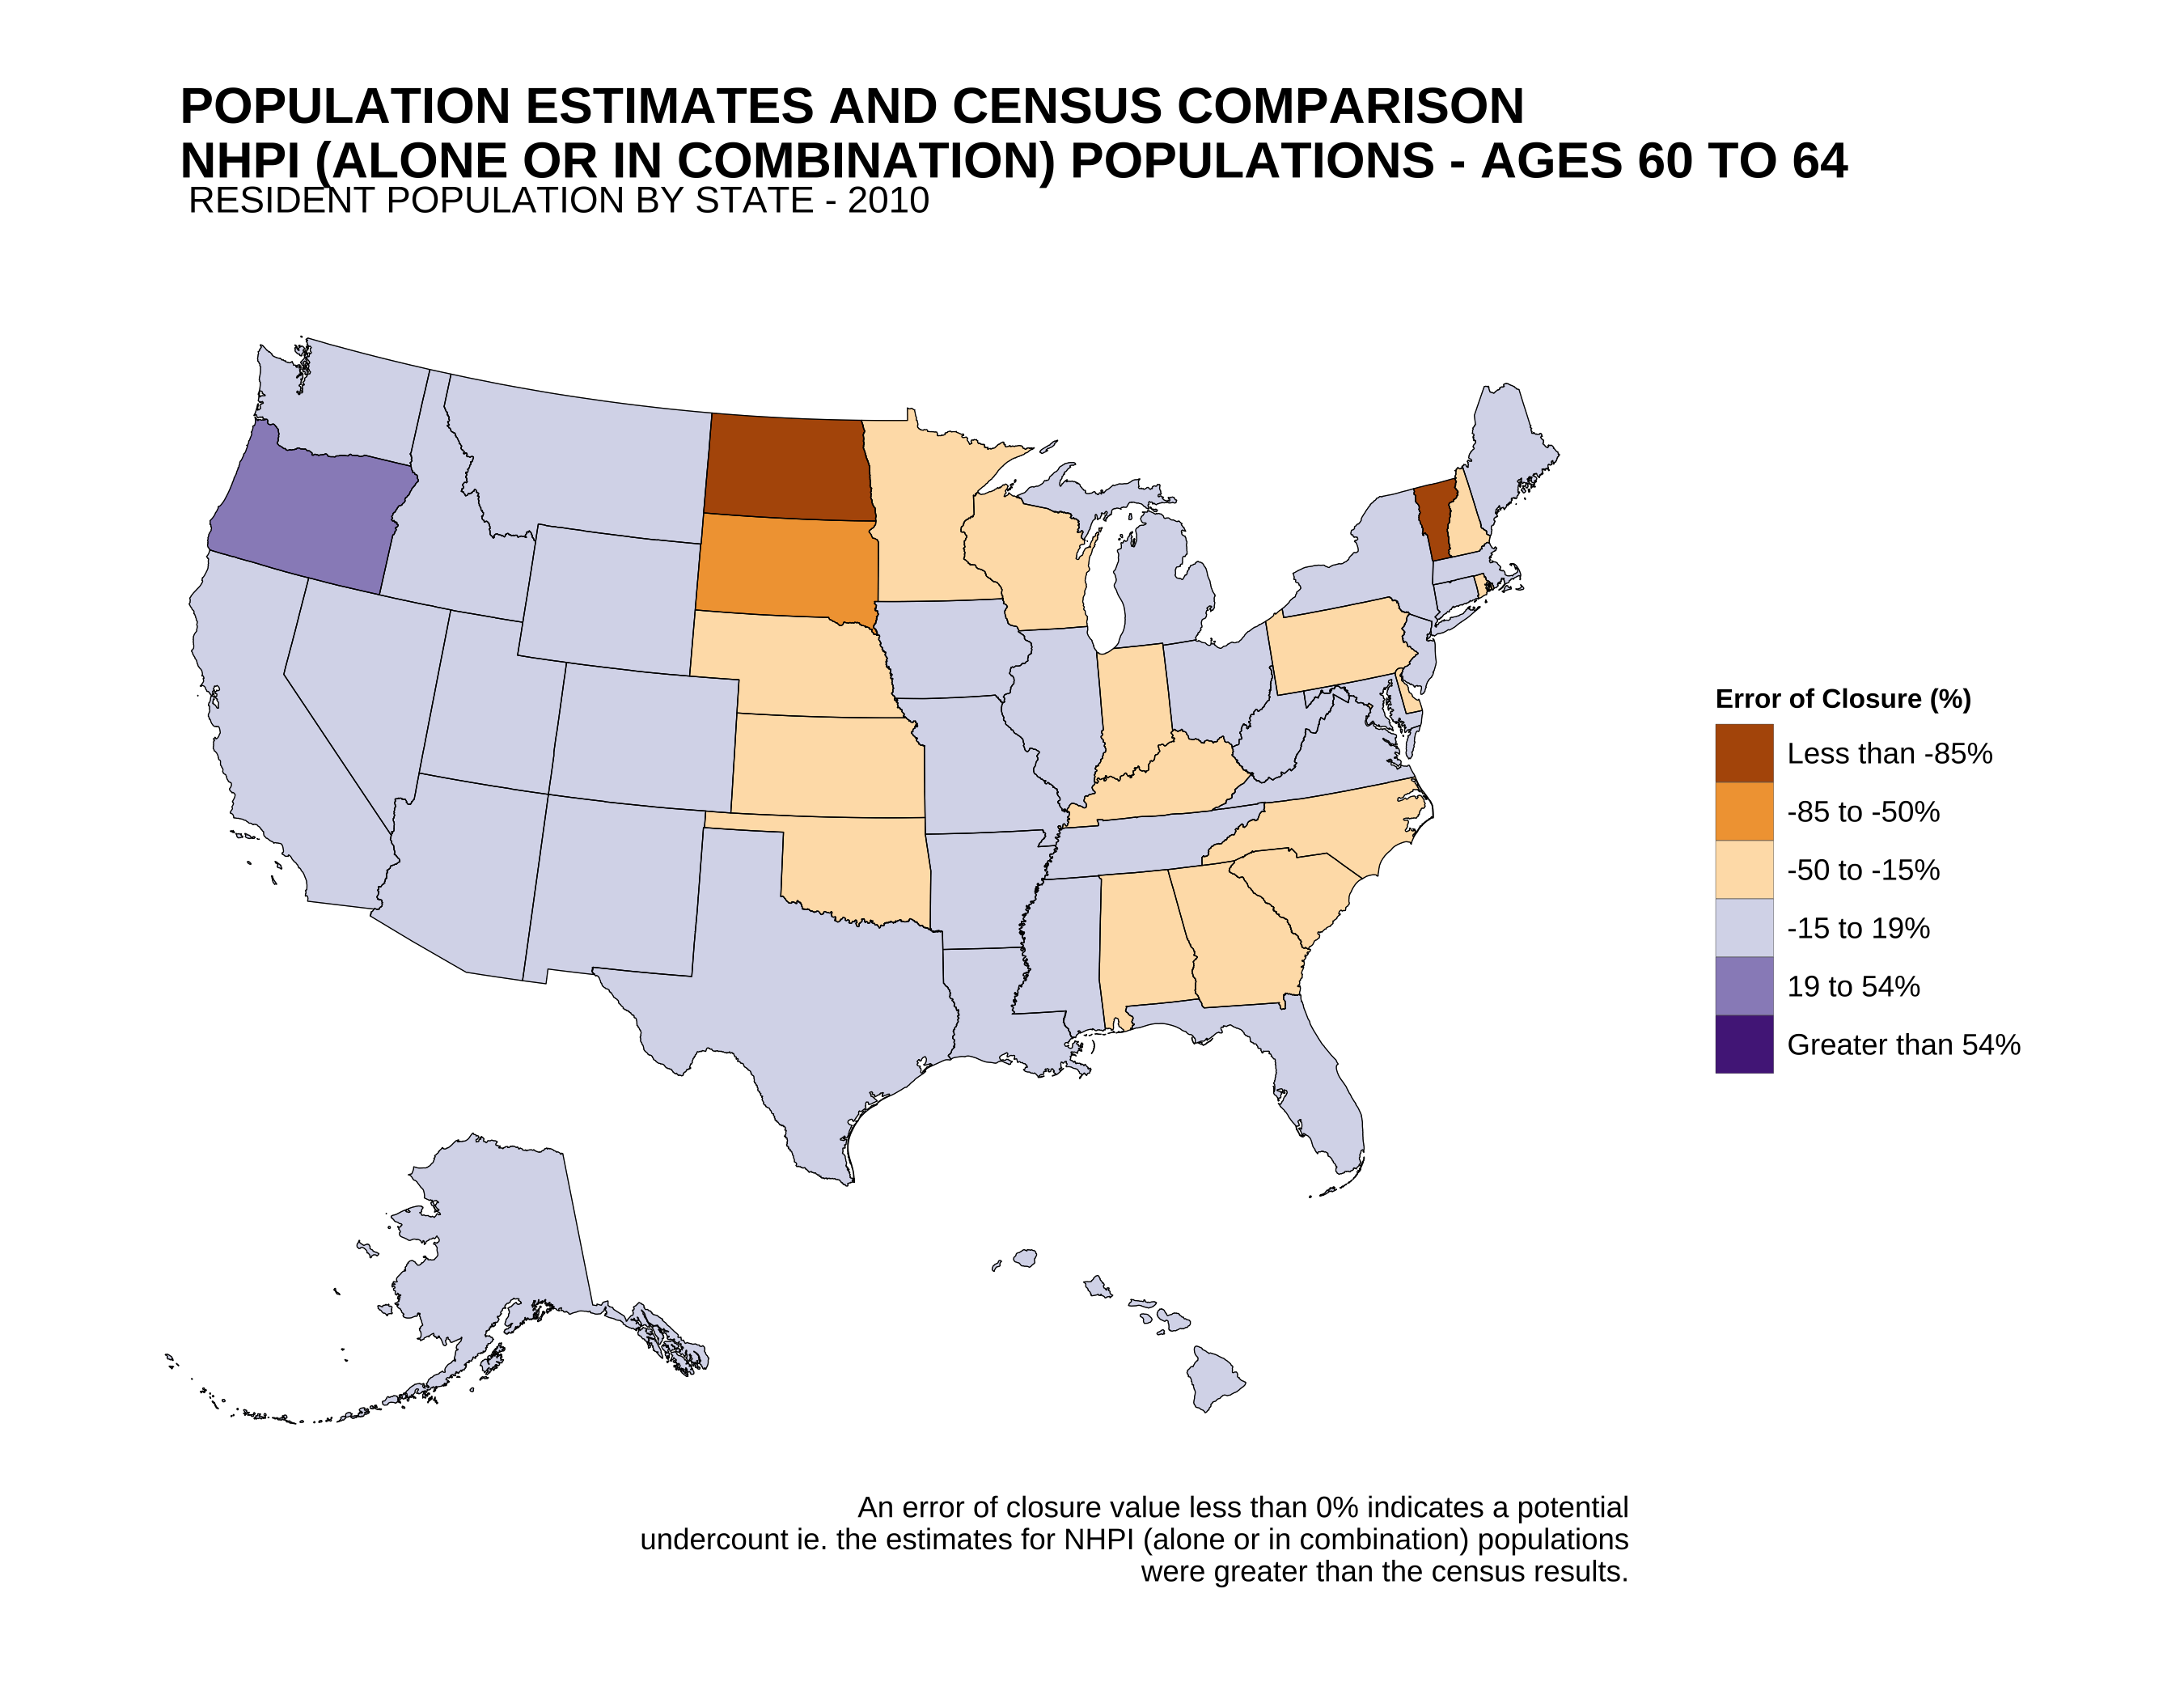 POPULATION ESTIMATES AND CENSUS COMPARISON
NHPI (ALONE OR IN COMBINATION) POPULATIONS - AGES 60 TO 64
RESIDENT POPULATION BY STATE - 2010
Error of Closure (%)
Less than -85%
-85 to -50%
-50 to -15%
-15 to 19%
19 to 54%
Greater than 54%
An error of closure value less than 0% indicates a potential
undercount ie. the estimates for NHPI (alone or in combination) populations
were greater than the census results.